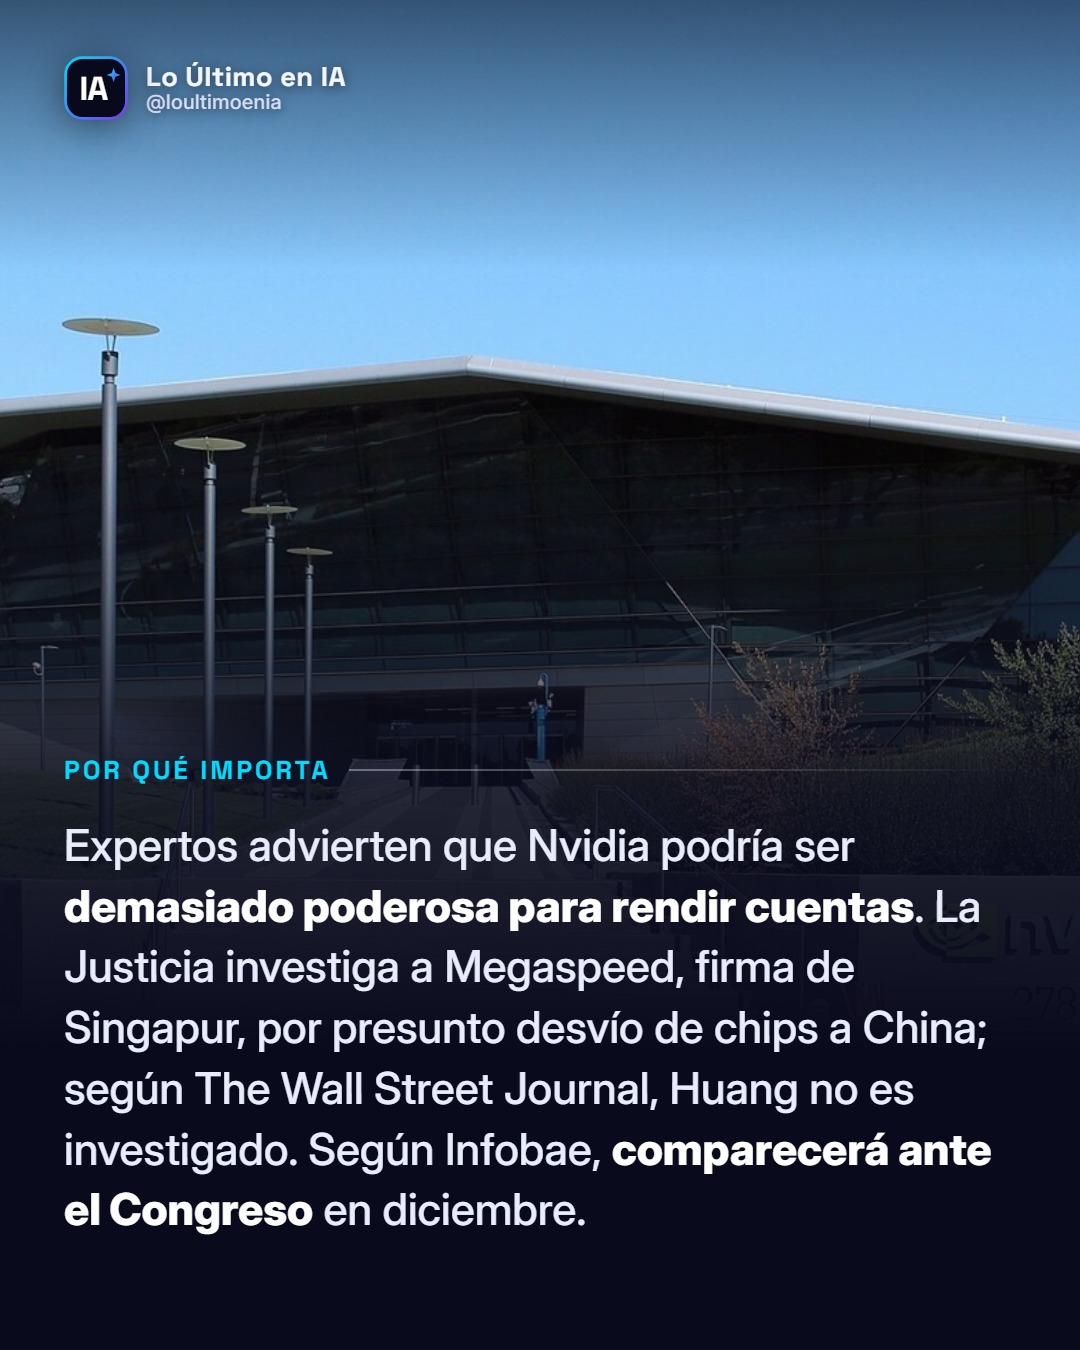 IA
Lo Último en IA
@loultimoenia
POR QUÉ IMPORTA
Expertos advierten que Nvidia podría ser
demasiado poderosa para rendir cuentas. La
Justicia investiga a Megaspeed, firma de
Singapur, por presunto desvío de chips a China;
según The Wall Street Journal, Huang no es
investigado. Según Infobae, comparecerá ante
el Congreso en diciembre.
278